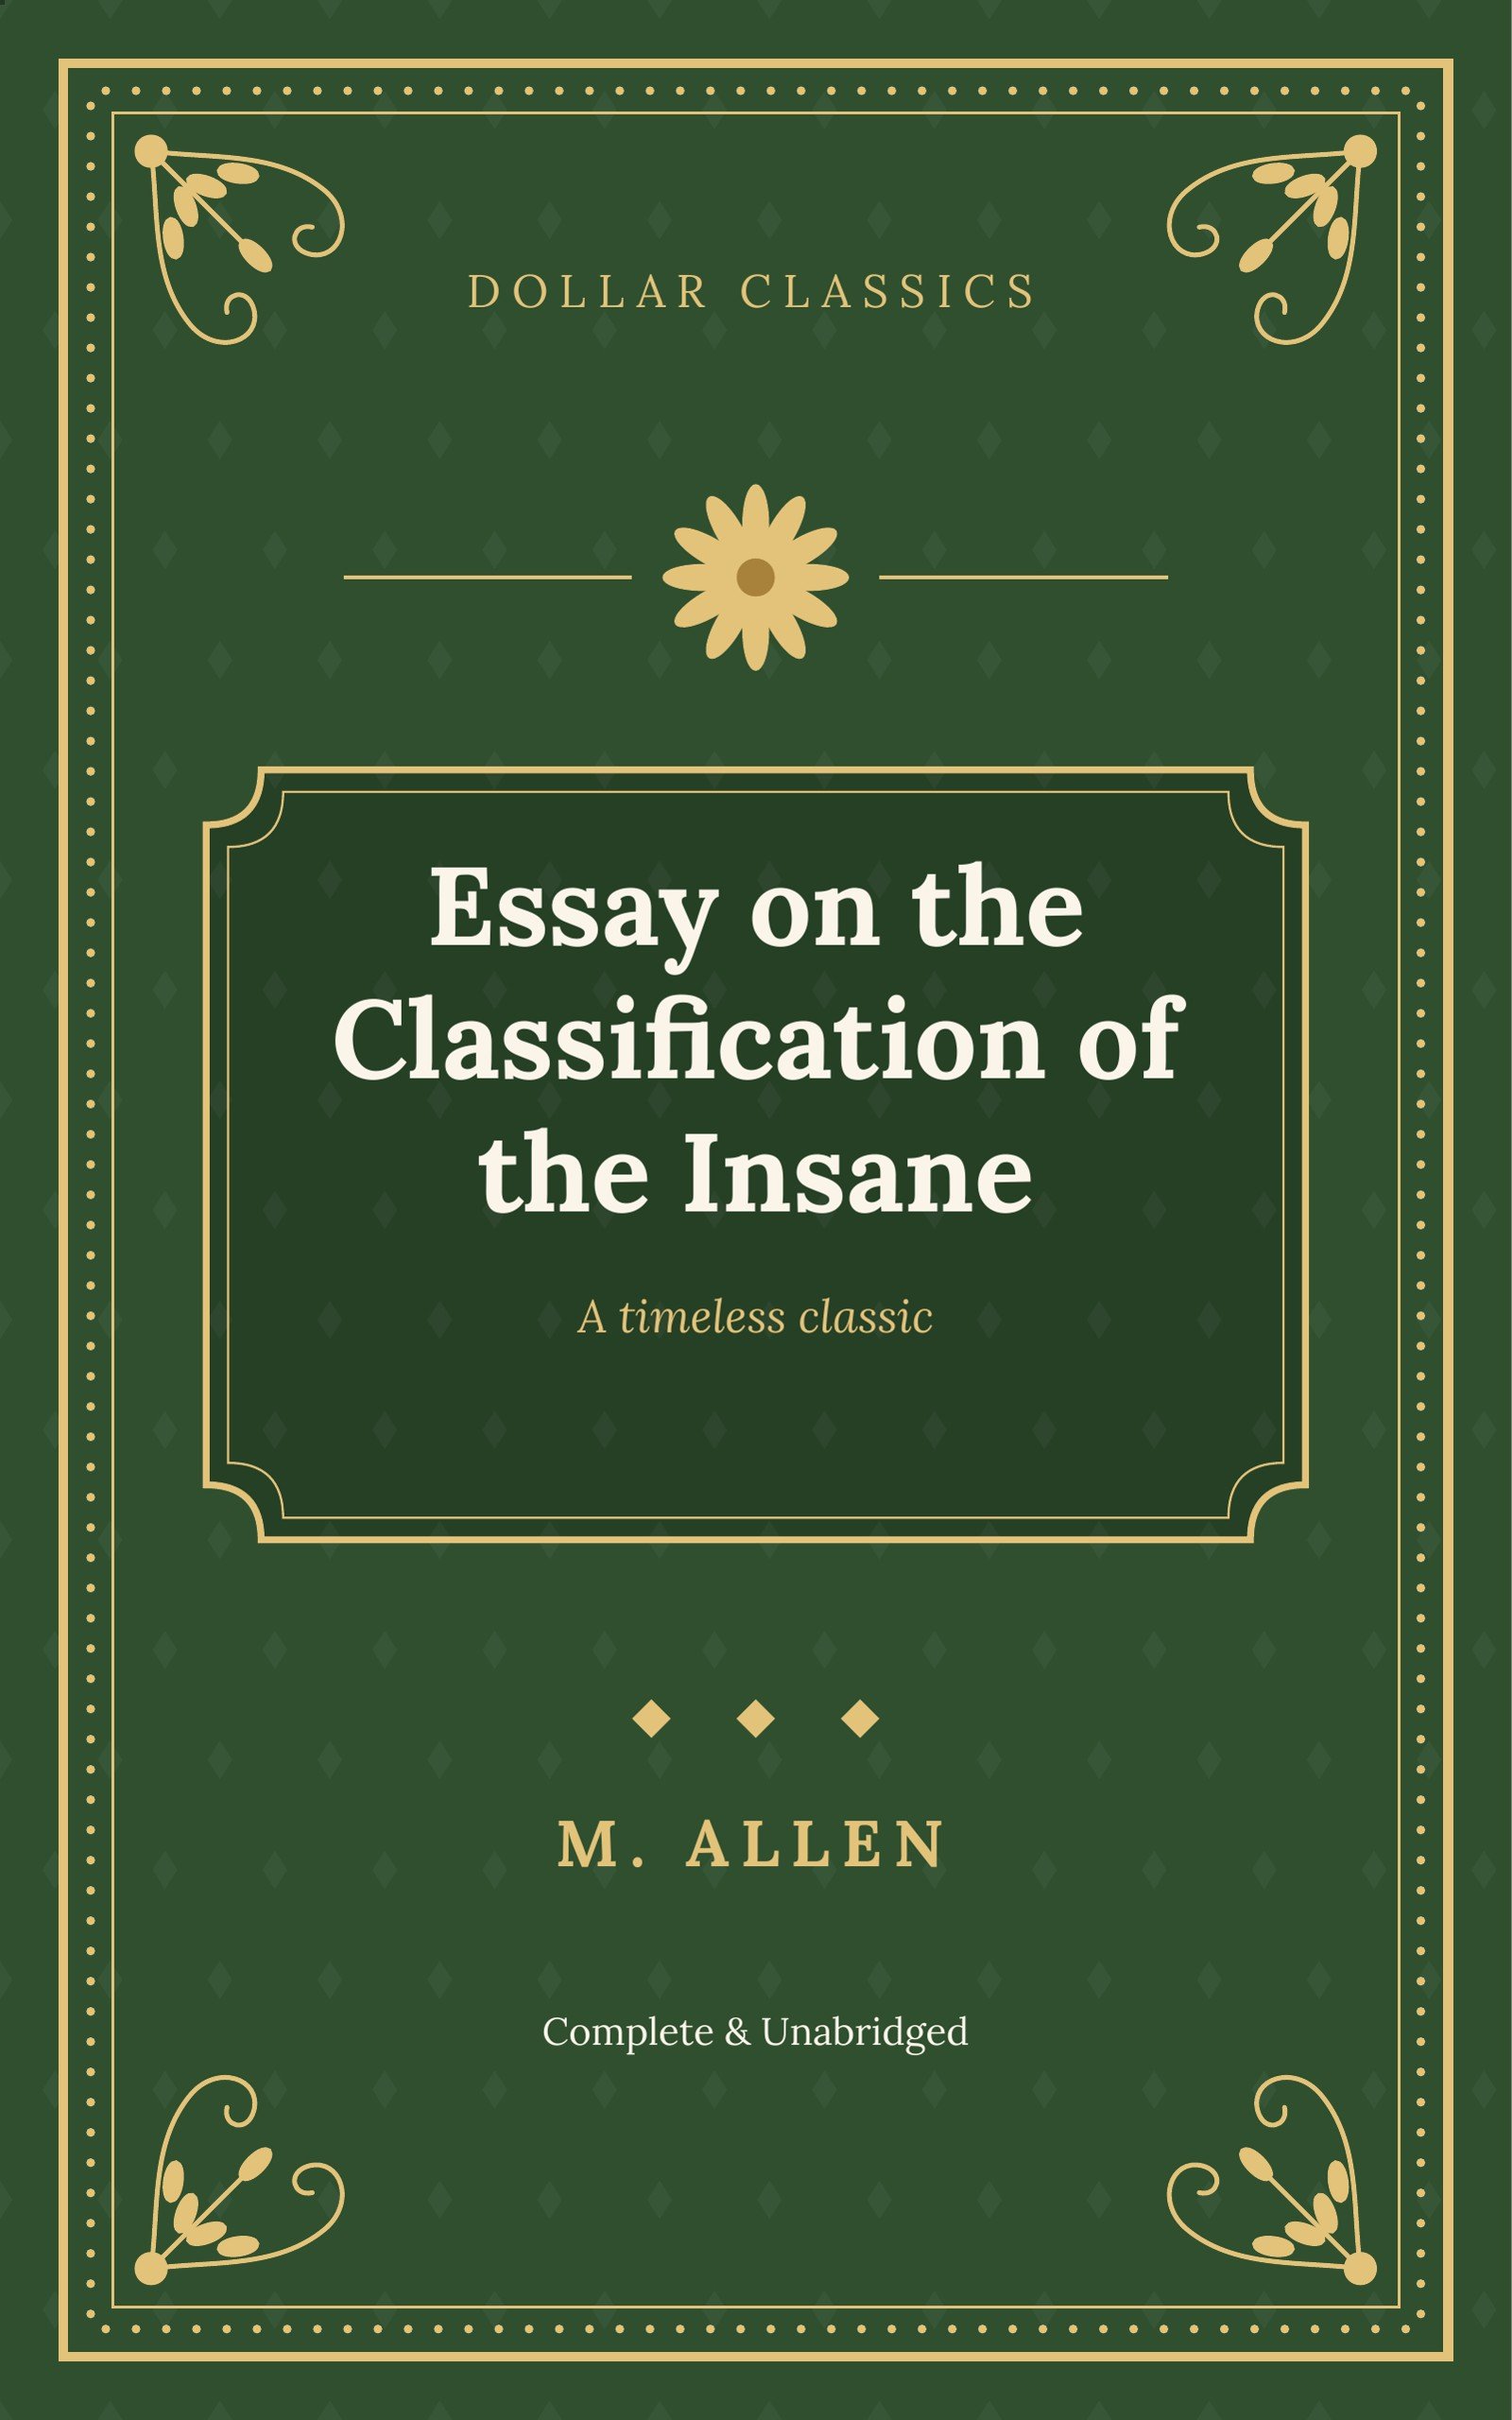 DOLLAR CLASSICS
Essay on the
Classification of
the Insane
A timeless classic
M. ALLEN
Complete & Unabridged